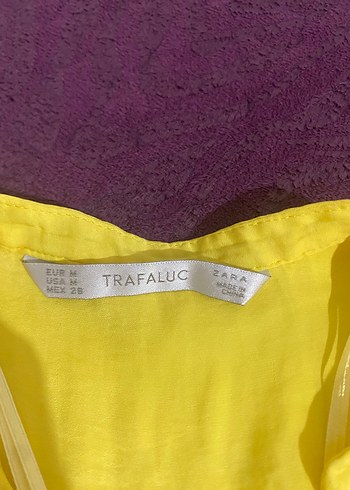 EUR M
USA M
MEX 28
TRAFALUC
ZARA
MADE IN
CHINA